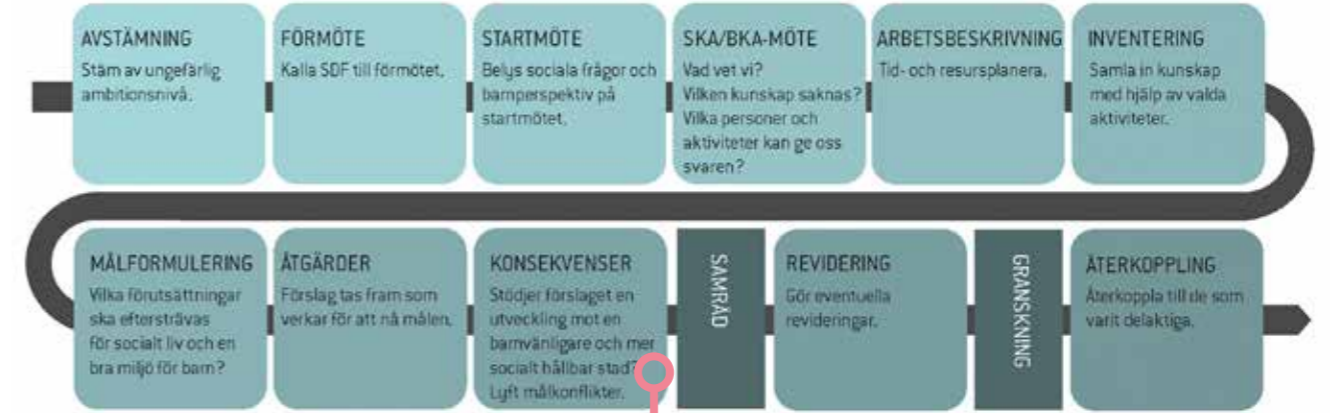 AVSTÄMNING
Stäm av ungefärlig
ambitionsnivå.
FÖRMÖTE
Kalla SDF till förmötet.
STARTMÖTE
Belys sociala frågor och
barnperspektiv på
startmötet.
SKA/BKA-MÖTE
Vad vet vi?
Vilken kunskap saknas?
Vilka personer och
aktiviteter kan ge oss
svaren?
ARBETSBESKRIVNING
Tid- och resursplanera.
INVENTERING
Samla in kunskap
med hjälp av valda
aktiviteter.
MÅLFORMULERING
Vilka förutsättningar
ska eftersträvas
för socialt liv och en
bra miljö för barn?
ÅTGÄRDER
Förslag tas fram som
verkar för att nå målen.
KONSEKVENSER
Stödjer förslaget en
utveckling mot en
barnvänligare och mer
socialt hållbar stad?
Lyft målkonflikter.
SAMRÅD
REVIDERING
Gör eventuella
revideringar.
GRANSKNING
ÅTERKOPPLING
Återkoppla till de som
varit delaktiga.